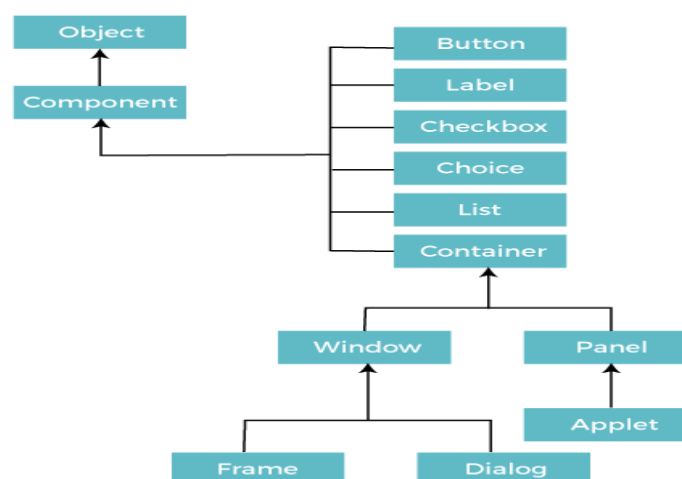 Object
Button
Label
Component
Checkbox
Choice
List
Container
Window
Panel
Applet
Frame
Dialog